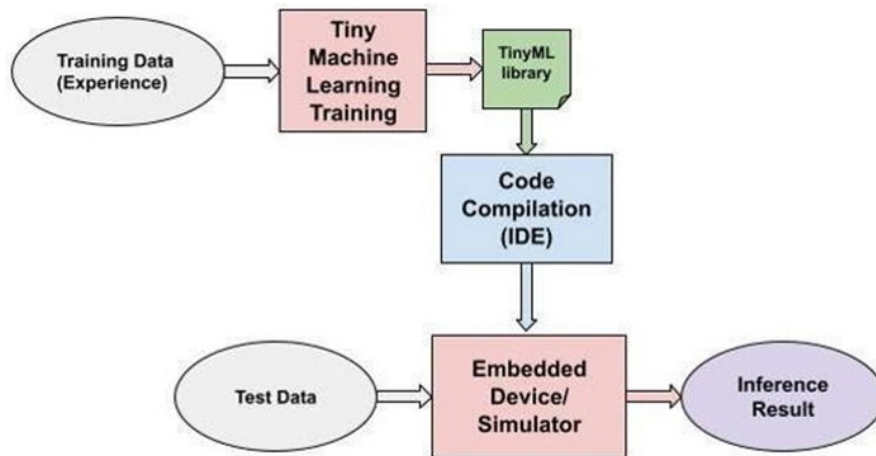 Training Data
(Experience)
Tiny
Machine
Learning
Training
TinyML
library
Code
Compilation
(IDE)
Test Data
Embedded
Device/
Simulator
Inference
Result